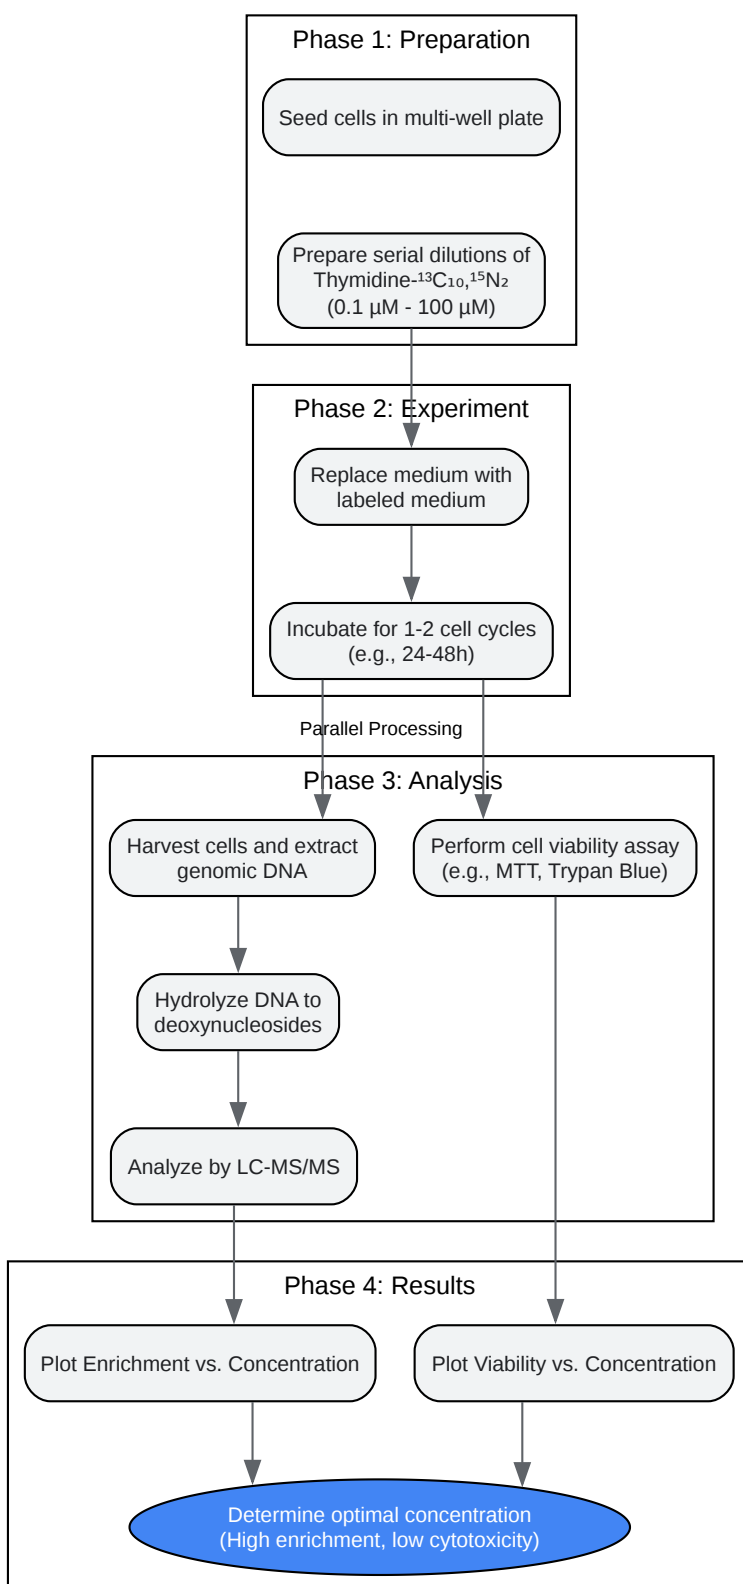 Phase 1: Preparation
Seed cells in multi-well plate
Prepare serial dilutions of
Thymidine-¹³C₁₀,¹⁵N₂
(0.1 µM - 100 µM)
Phase 2: Experiment
Replace medium with
labeled medium
Incubate for 1-2 cell cycles
(e.g., 24-48h)
Parallel Processing
Phase 3: Analysis
Harvest cells and extract
genomic DNA
Perform cell viability assay
(e.g., MTT, Trypan Blue)
Hydrolyze DNA to
deoxynucleosides
Analyze by LC-MS/MS
Phase 4: Results
Plot Enrichment vs. Concentration
Plot Viability vs. Concentration
Determine optimal concentration
(High enrichment, low cytotoxicity)